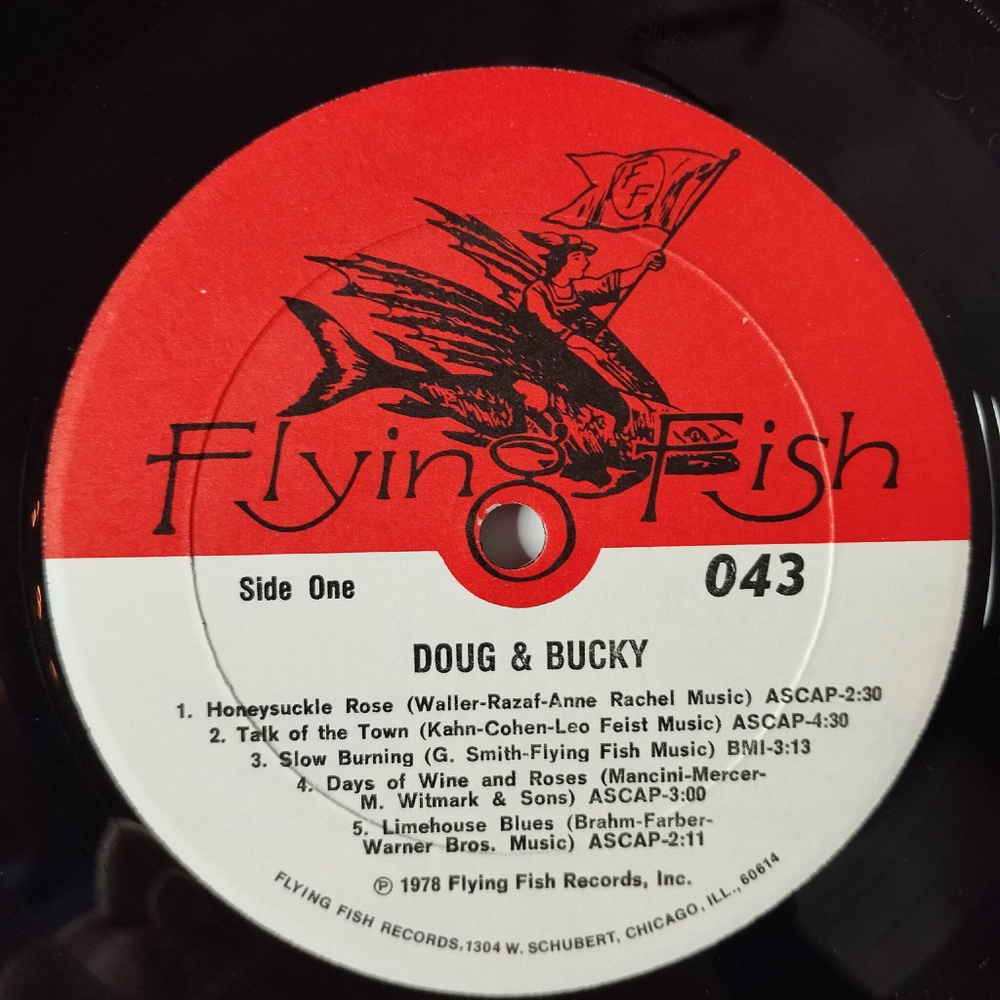 FF
Flying Fish
Side One
043
DOUG & BUCKY
1. Honeysuckle Rose (Waller-Razaf-Anne Rachel Music) ASCAP-2:30
2. Talk of the Town (Kahn-Cohen-Leo Feist Music) ASCAP-4:30
3. Slow Burning (G. Smith-Flying Fish Music) BMI-3:13
4. Days of Wine and Roses (Mancini-Mercer-
M. Witmark & Sons) ASCAP-3:00
5. Limehouse Blues (Brahm-Farber-
Warner Bros. Music) ASCAP-2:11
Ⓟ 1978 Flying Fish Records, Inc.
FLYING FISH RECORDS, 1304 W. SCHUBERT, CHICAGO, ILL., 60614